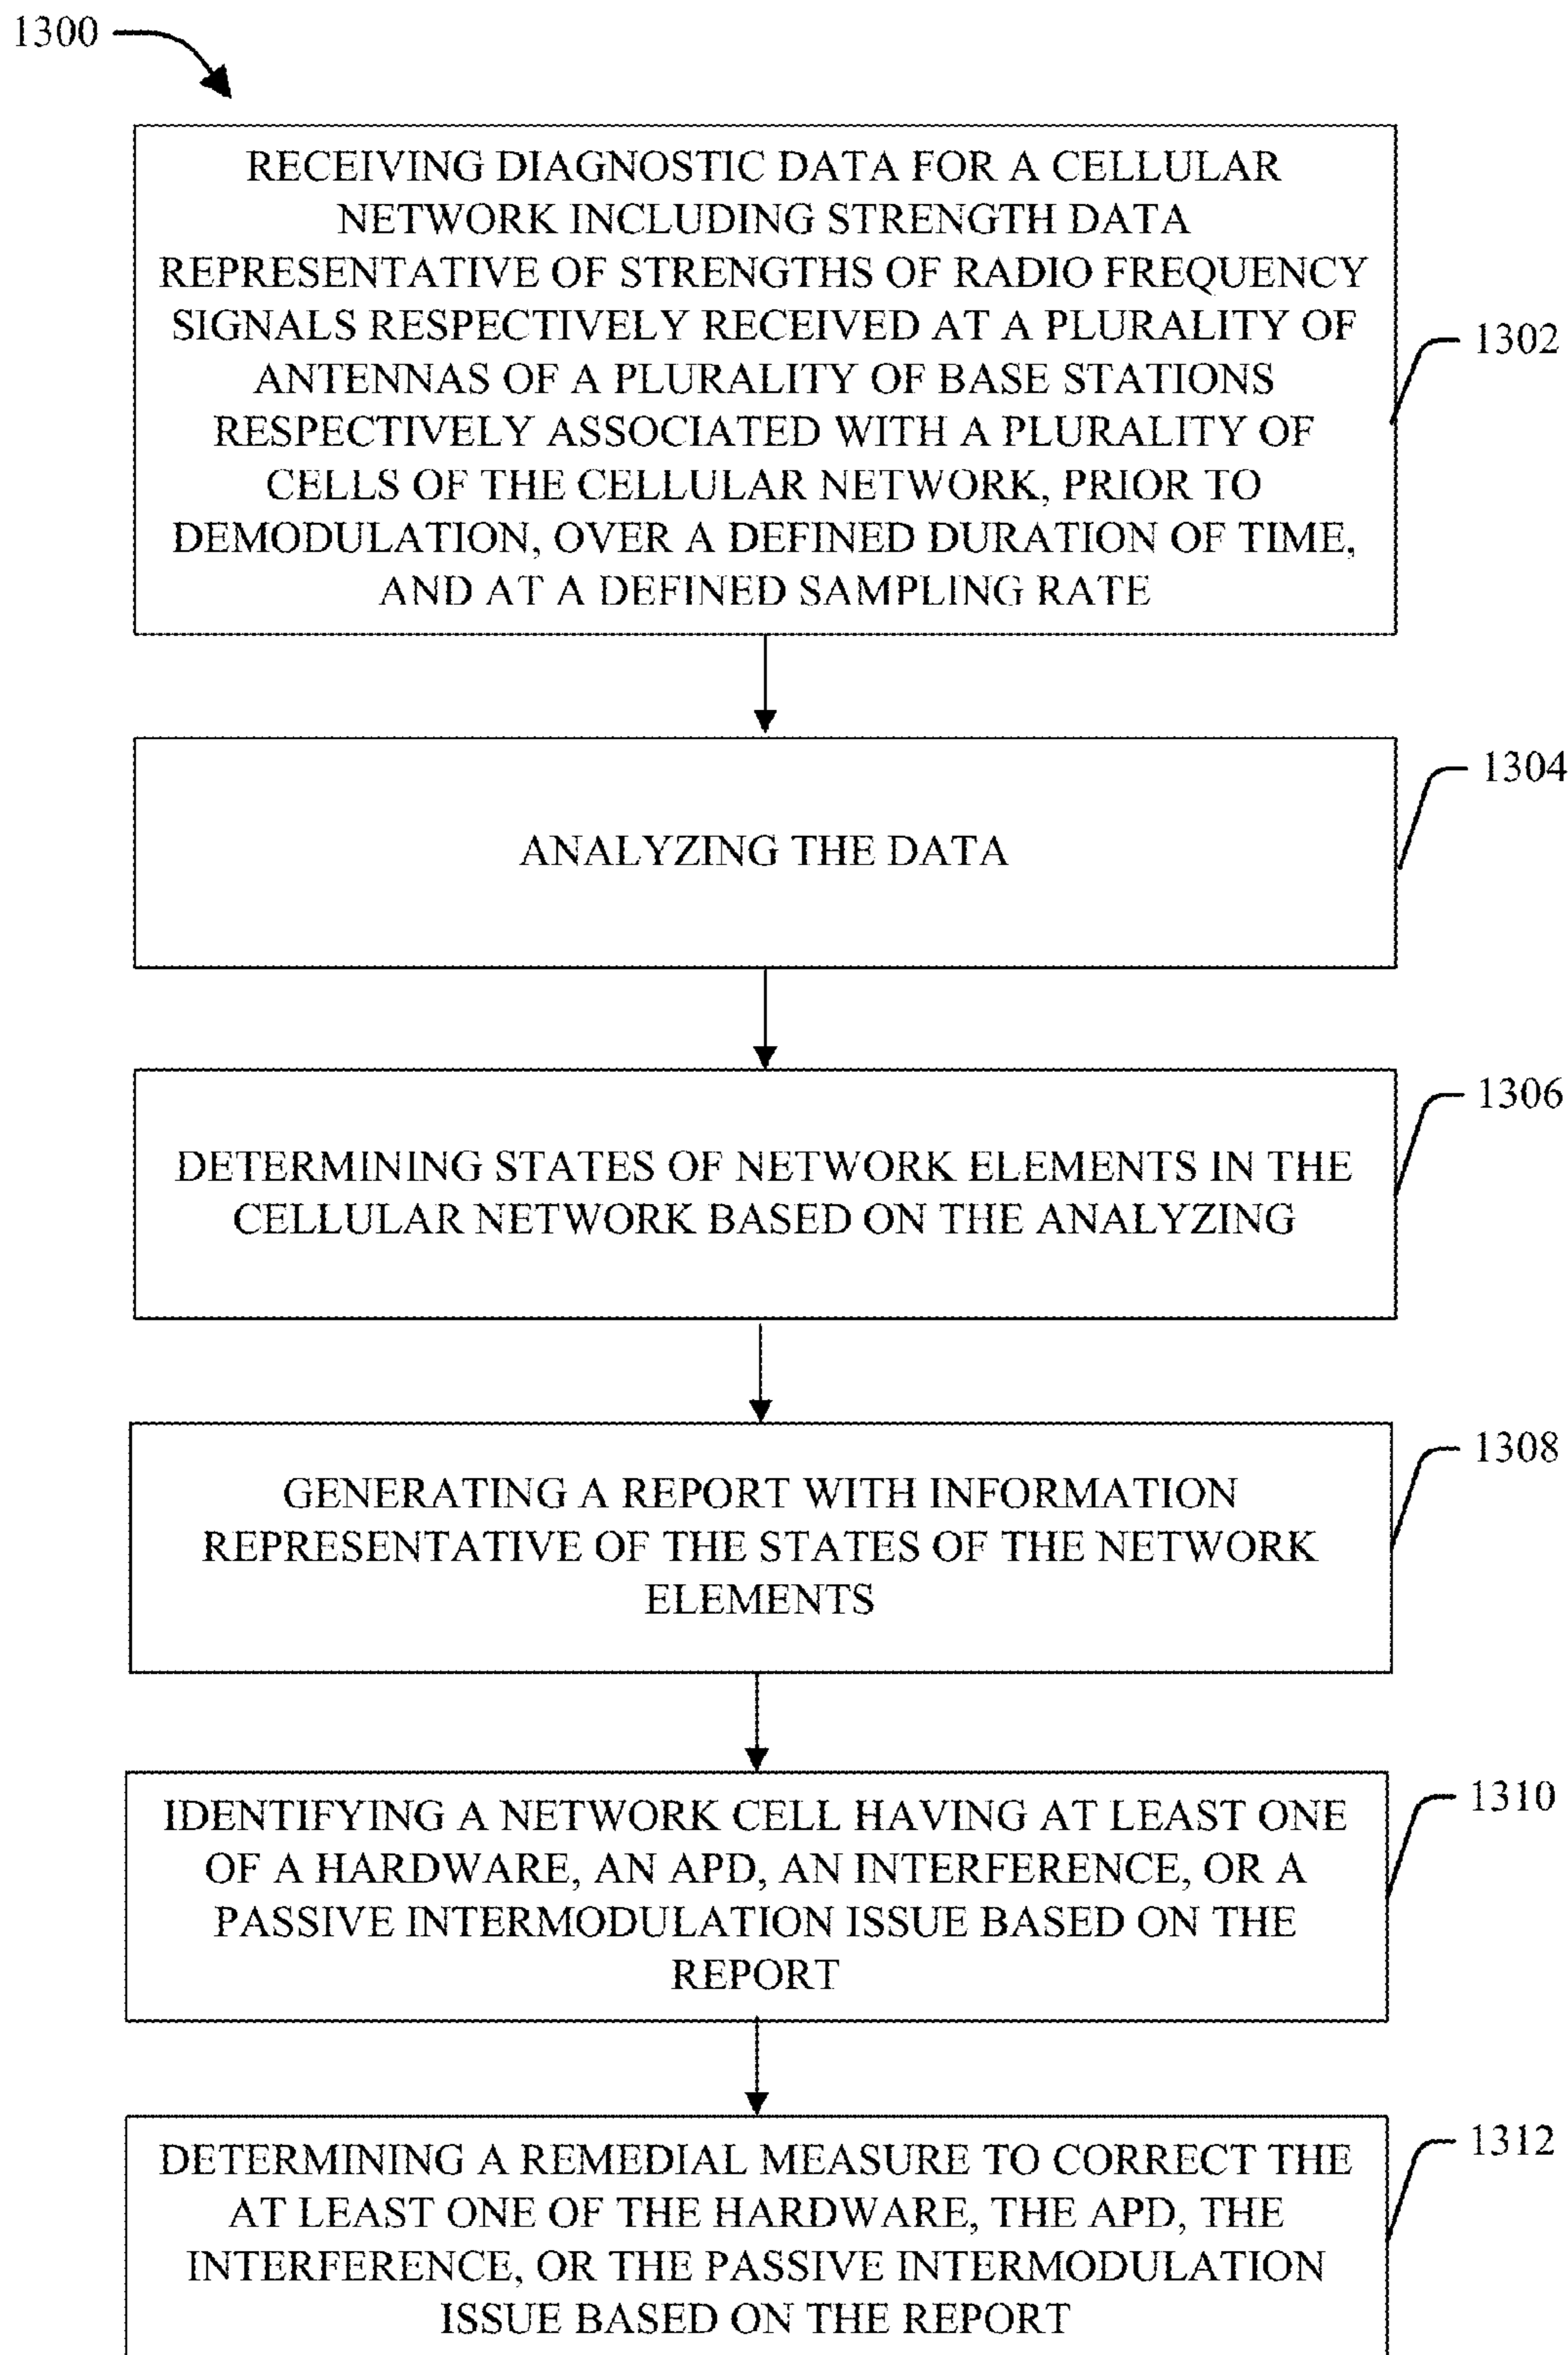 1300
RECEIVING DIAGNOSTIC DATA FOR A CELLULAR
NETWORK INCLUDING STRENGTH DATA
REPRESENTATIVE OF STRENGTHS OF RADIO FREQUENCY
SIGNALS RESPECTIVELY RECEIVED AT A PLURALITY OF
ANTENNAS OF A PLURALITY OF BASE STATIONS
RESPECTIVELY ASSOCIATED WITH A PLURALITY OF
CELLS OF THE CELLULAR NETWORK, PRIOR TO
DEMODULATION, OVER A DEFINED DURATION OF TIME,
AND AT A DEFINED SAMPLING RATE
1302
ANALYZING THE DATA
1304
DETERMINING STATES OF NETWORK ELEMENTS IN THE
CELLULAR NETWORK BASED ON THE ANALYZING
1306
GENERATING A REPORT WITH INFORMATION
REPRESENTATIVE OF THE STATES OF THE NETWORK
ELEMENTS
1308
IDENTIFYING A NETWORK CELL HAVING AT LEAST ONE
OF A HARDWARE, AN APD, AN INTERFERENCE, OR A
PASSIVE INTERMODULATION ISSUE BASED ON THE
REPORT
1310
DETERMINING A REMEDIAL MEASURE TO CORRECT THE
AT LEAST ONE OF THE HARDWARE, THE APD, THE
INTERFERENCE, OR THE PASSIVE INTERMODULATION
ISSUE BASED ON THE REPORT
1312